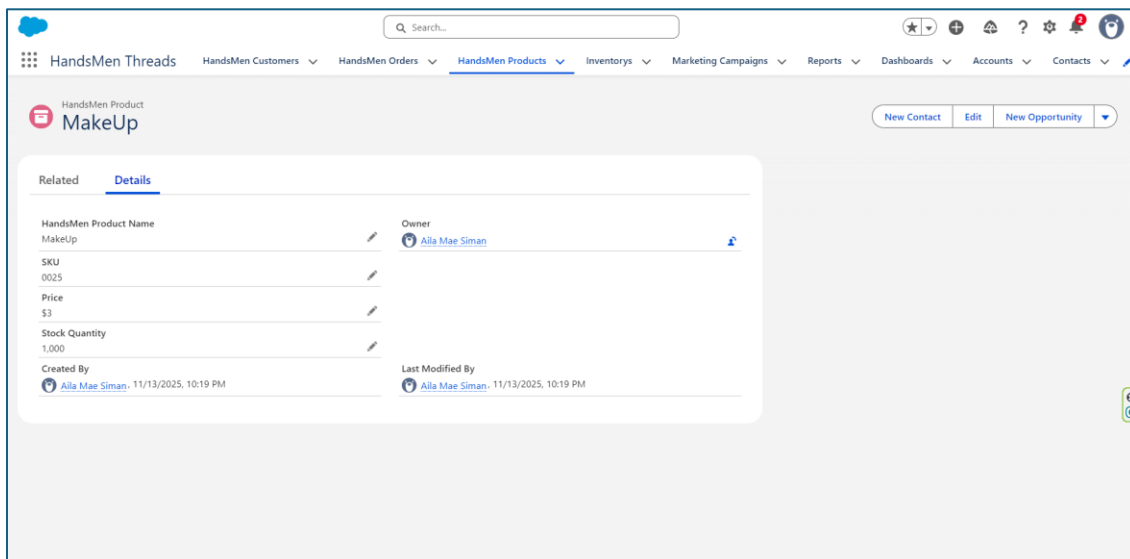 Search...
2
HandsMen Threads HandsMen Customers HandsMen Orders HandsMen Products Inventorys Marketing Campaigns Reports Dashboards Accounts Contacts
HandsMen Product
MakeUp
New Contact Edit New Opportunity
Related Details
HandsMen Product Name Owner
MakeUp Aila Mae Siman
SKU
0025
Price
$3
Stock Quantity
1,000
Created By Last Modified By
Aila Mae Siman, 11/13/2025, 10:19 PM Aila Mae Siman, 11/13/2025, 10:19 PM